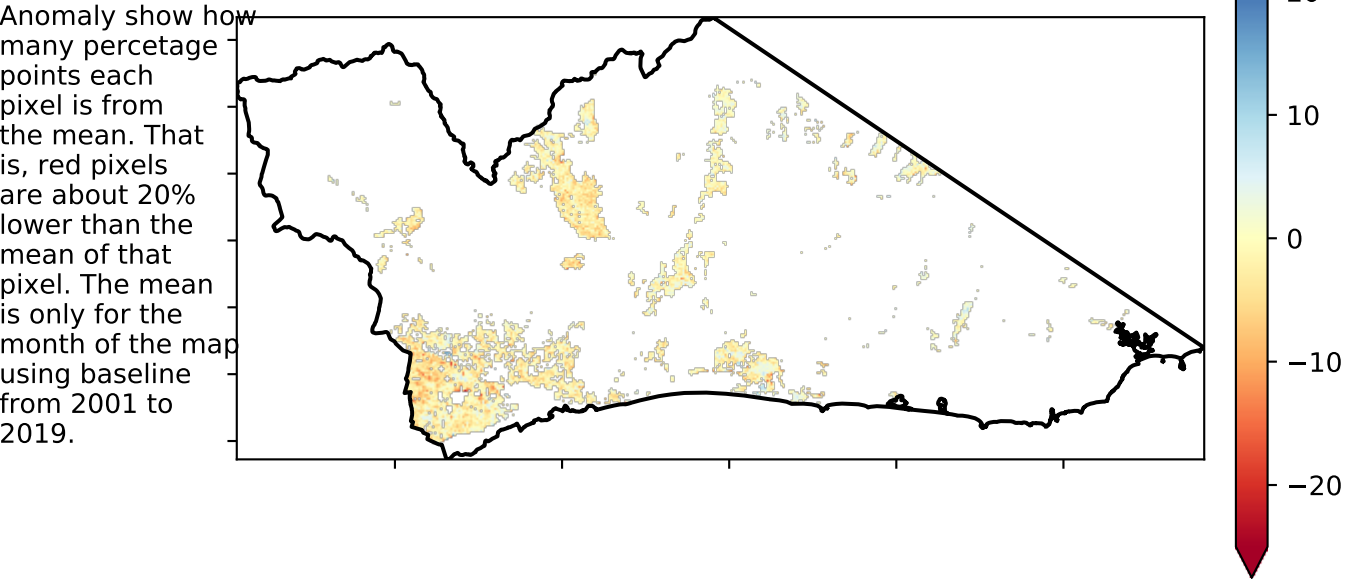 Anomaly show how
many percetage
points each
pixel is from
the mean. That
is, red pixels
are about 20%
lower than the
mean of that
pixel. The mean
is only for the
month of the map
using baseline
from 2001 to
2019.
10
0
−10
−20